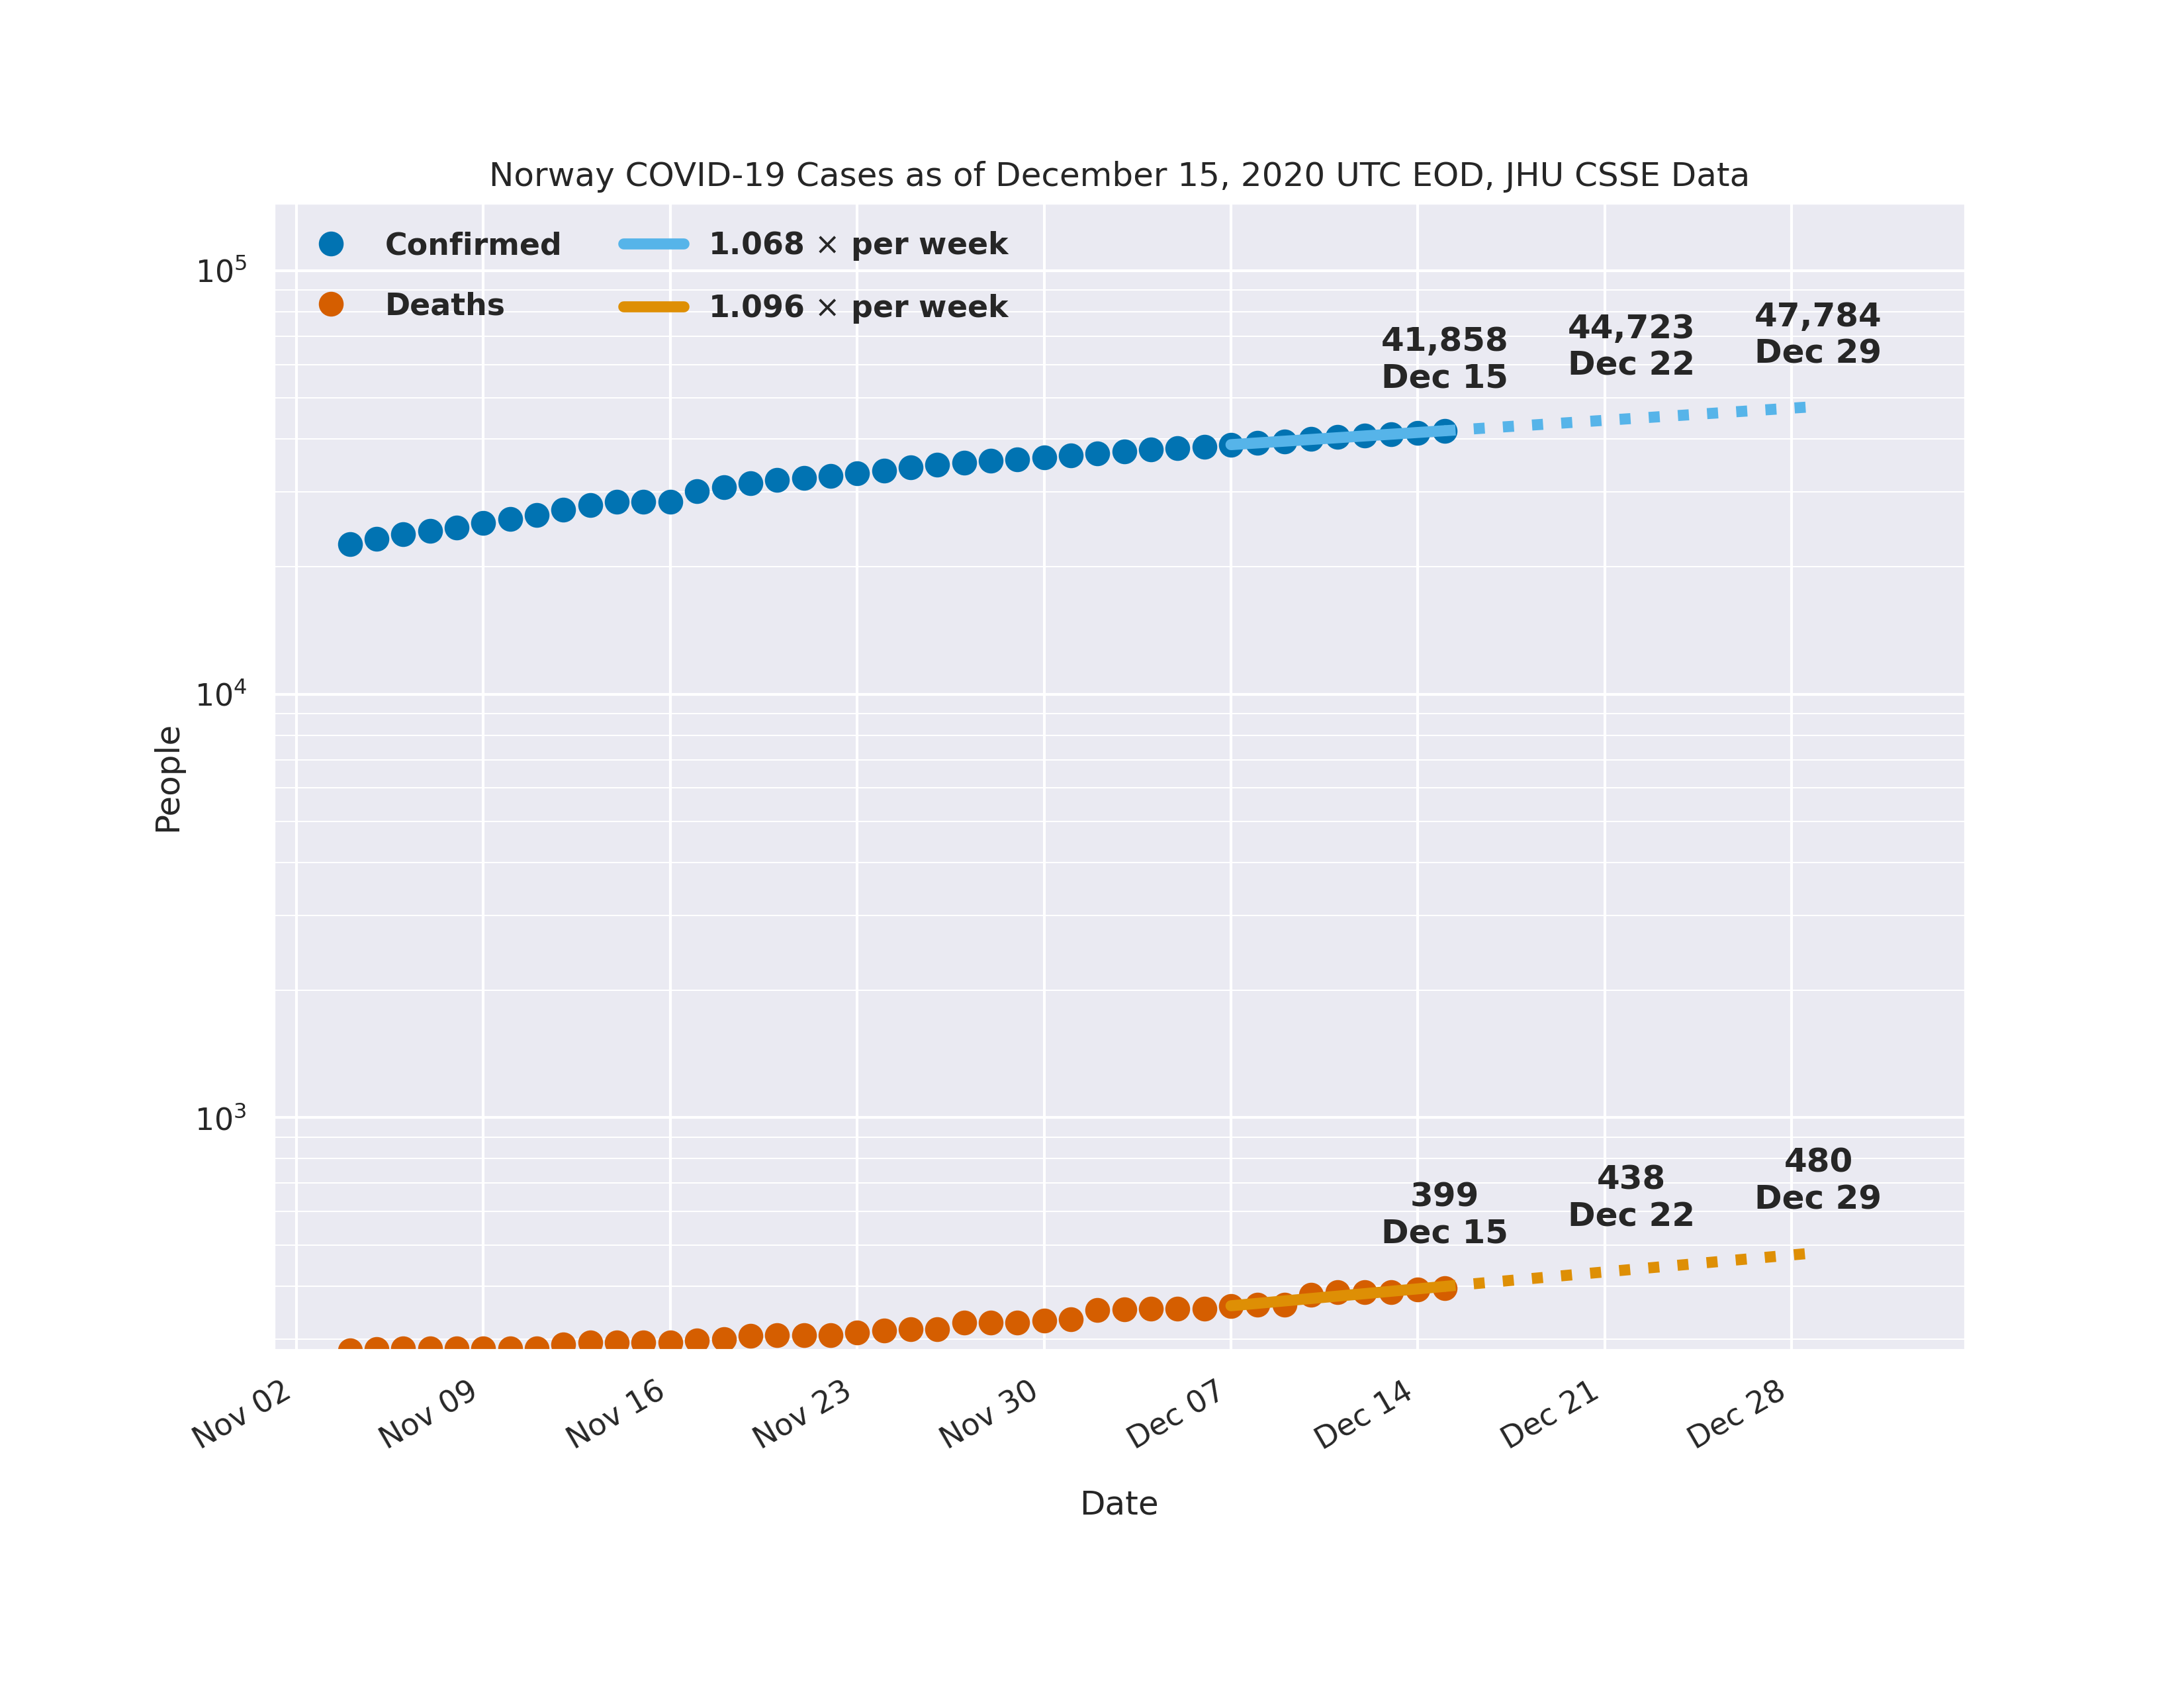 Norway COVID-19 Cases as of December 15, 2020 UTC EOD, JHU CSSE Data
Confirmed
Deaths
1.068 × per week
1.096 × per week
10⁵
10⁴
10³
People
41,858
Dec 15
44,723
Dec 22
47,784
Dec 29
399
Dec 15
438
Dec 22
480
Dec 29
Nov 02
Nov 09
Nov 16
Nov 23
Nov 30
Dec 07
Dec 14
Dec 21
Dec 28
Date